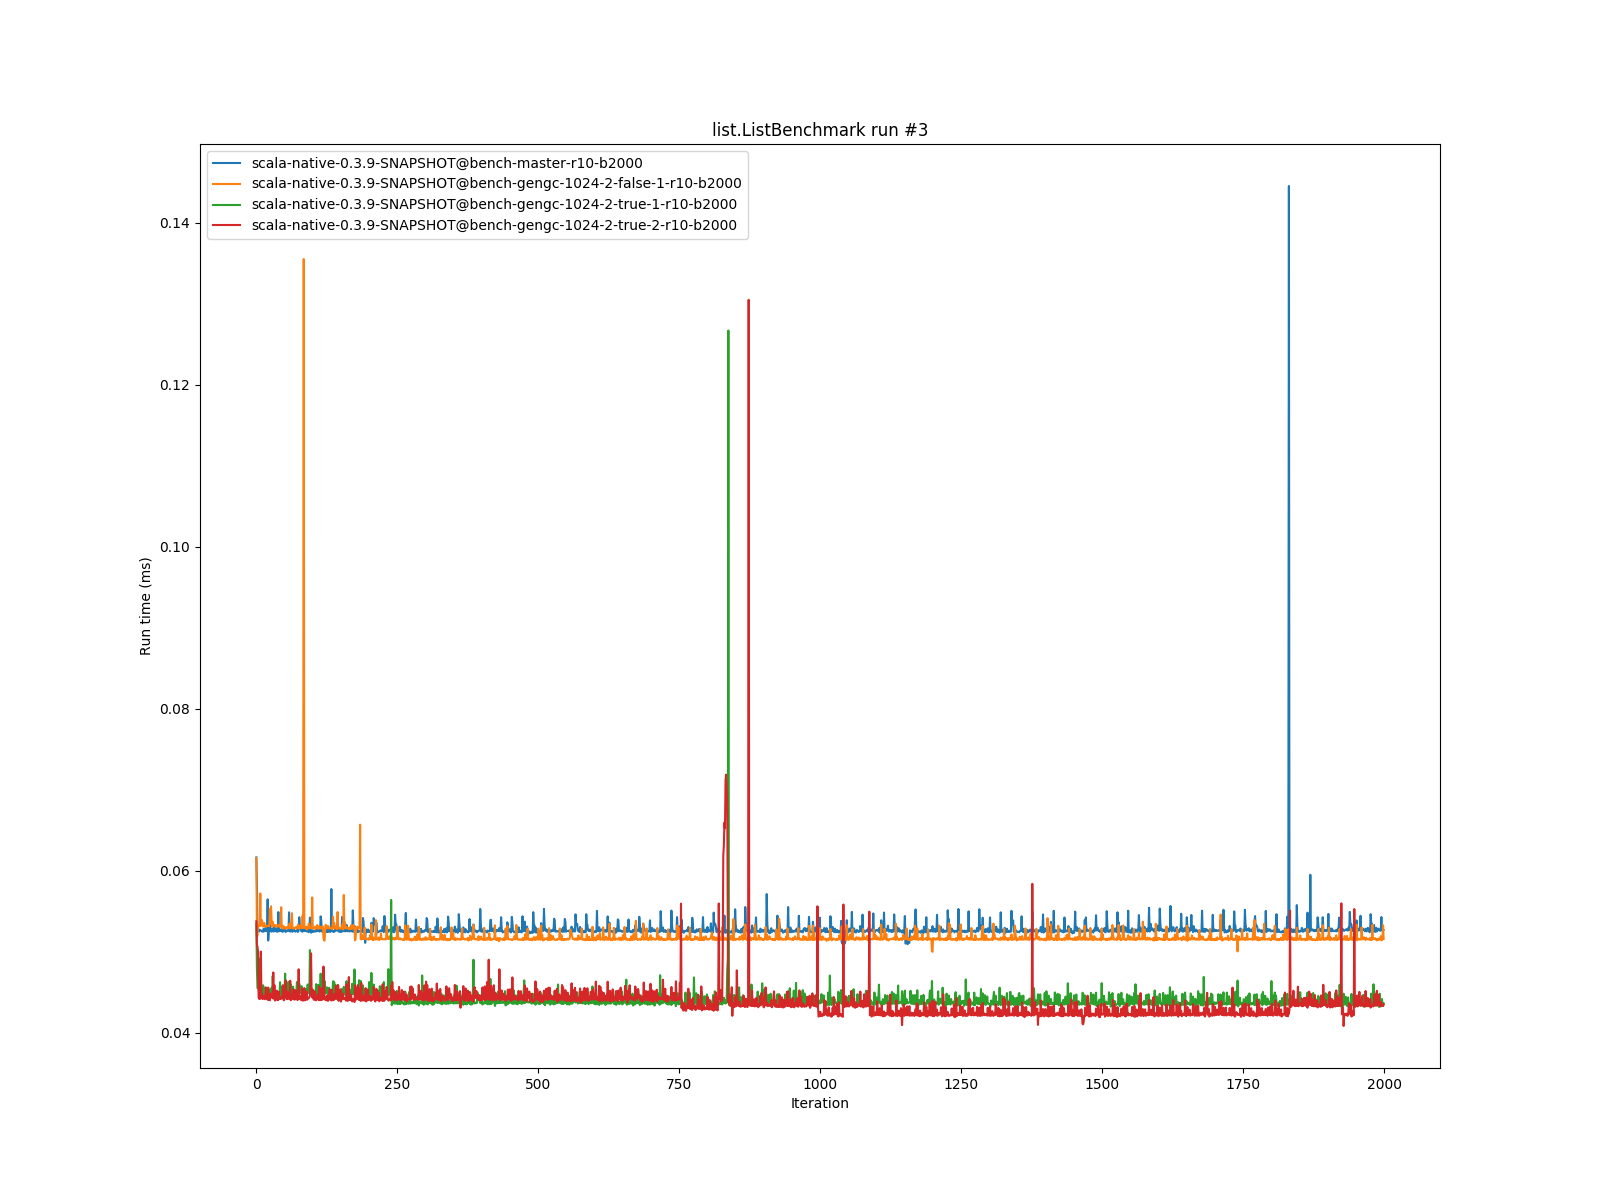 list.ListBenchmark run #3
scala-native-0.3.9-SNAPSHOT@bench-master-r10-b2000
scala-native-0.3.9-SNAPSHOT@bench-gengc-1024-2-false-1-r10-b2000
scala-native-0.3.9-SNAPSHOT@bench-gengc-1024-2-true-1-r10-b2000
scala-native-0.3.9-SNAPSHOT@bench-gengc-1024-2-true-2-r10-b2000
0.14
0.12
0.10
0.08
0.06
0.04
Run time (ms)
0 250 500 750 1000 1250 1500 1750 2000
Iteration